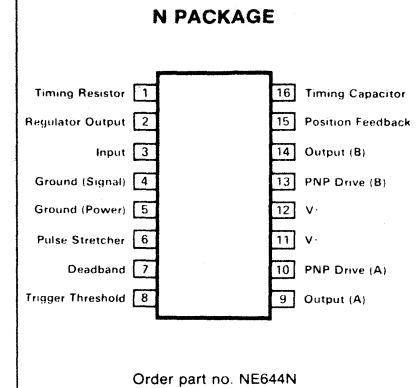 N PACKAGE
Timing Resistor 1
Regulator Output 2
Input 3
Ground (Signal) 4
Ground (Power) 5
Pulse Stretcher 6
Deadband 7
Trigger Threshold 8
16 Timing Capacitor
15 Position Feedback
14 Output (B)
13 PNP Drive (B)
12 V·
11 V·
10 PNP Drive (A)
9 Output (A)
Order part no. NE644N